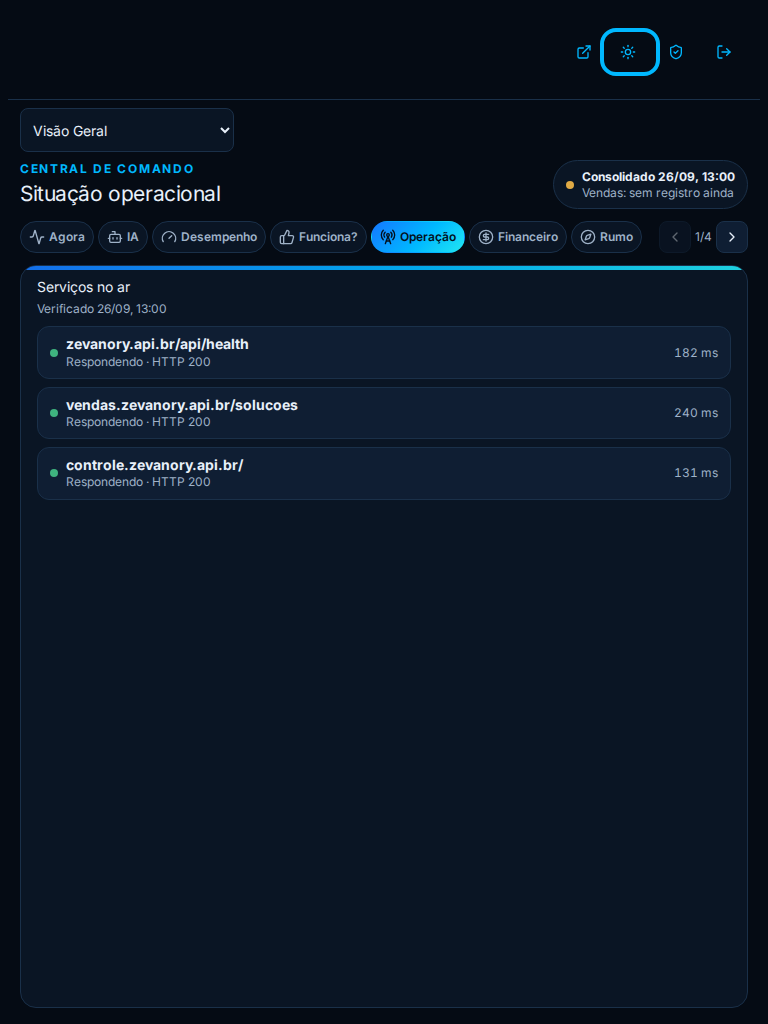 Visão Geral
CENTRAL DE COMANDO
Situação operacional
Consolidado 26/09, 13:00
Vendas: sem registro ainda
Agora IA Desempenho Funciona? Operação Financeiro Rumo 1/4
Serviços no ar
Verificado 26/09, 13:00
zevanory.api.br/api/health
Respondendo · HTTP 200
182 ms
vendas.zevanory.api.br/solucoes
Respondendo · HTTP 200
240 ms
controle.zevanory.api.br/
Respondendo · HTTP 200
131 ms